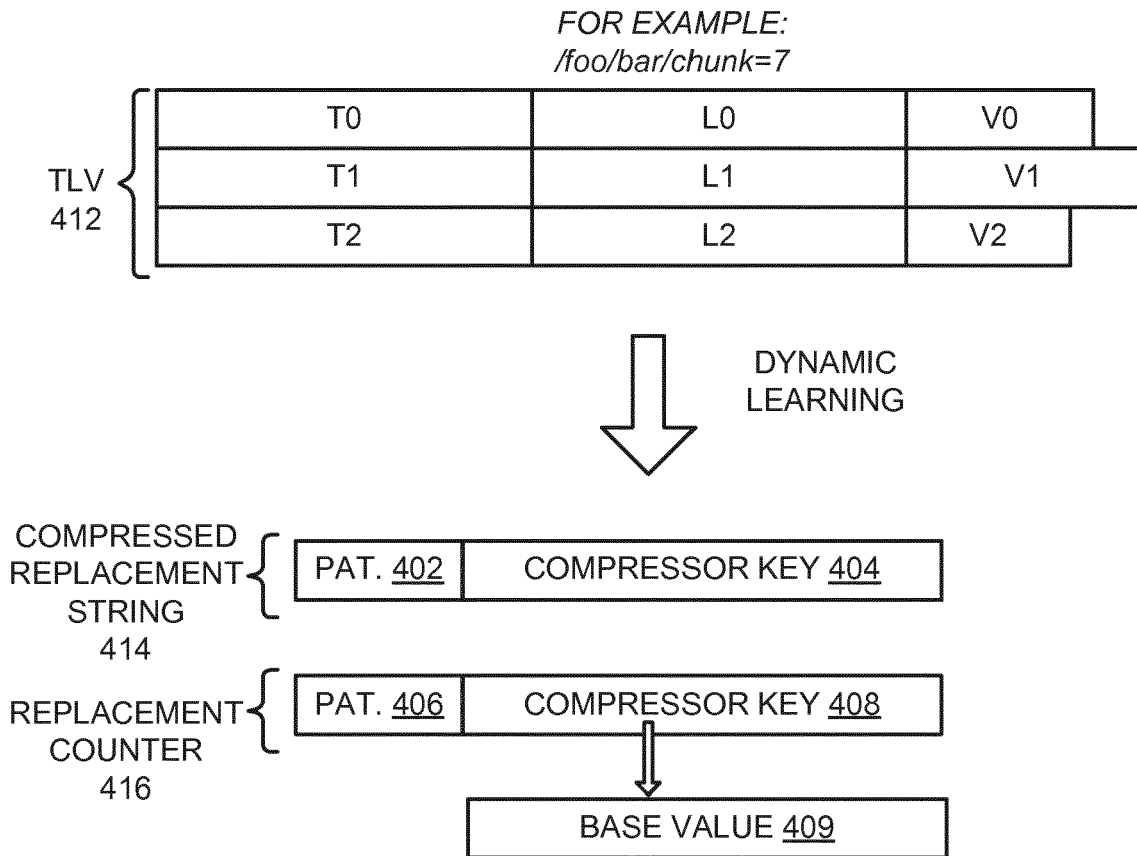 FOR EXAMPLE:
/foo/bar/chunk=7
T0 L0 V0
TLV
412
T1 L1 V1
T2 L2 V2
DYNAMIC
LEARNING
COMPRESSED
REPLACEMENT
STRING
414
PAT. 402 COMPRESSOR KEY 404
REPLACEMENT
COUNTER
416
PAT. 406 COMPRESSOR KEY 408
BASE VALUE 409